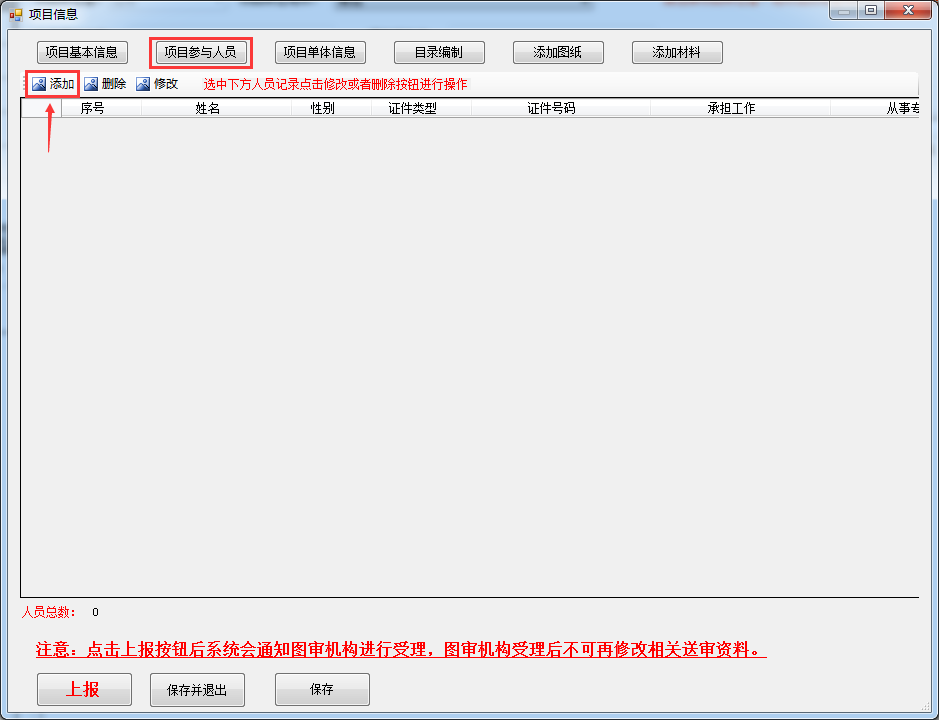 项目信息
项目基本信息 项目参与人员 项目单体信息 目录编制 添加图纸 添加材料
添加 删除 修改 选中下方人员记录点击修改或者删除按钮进行操作
序号 姓名 性别 证件类型 证件号码 承担工作 从事专
人员总数: 0
注意：点击上报按钮后系统会通知图审机构进行受理，图审机构受理后不可再修改相关送审资料。
上报 保存并退出 保存